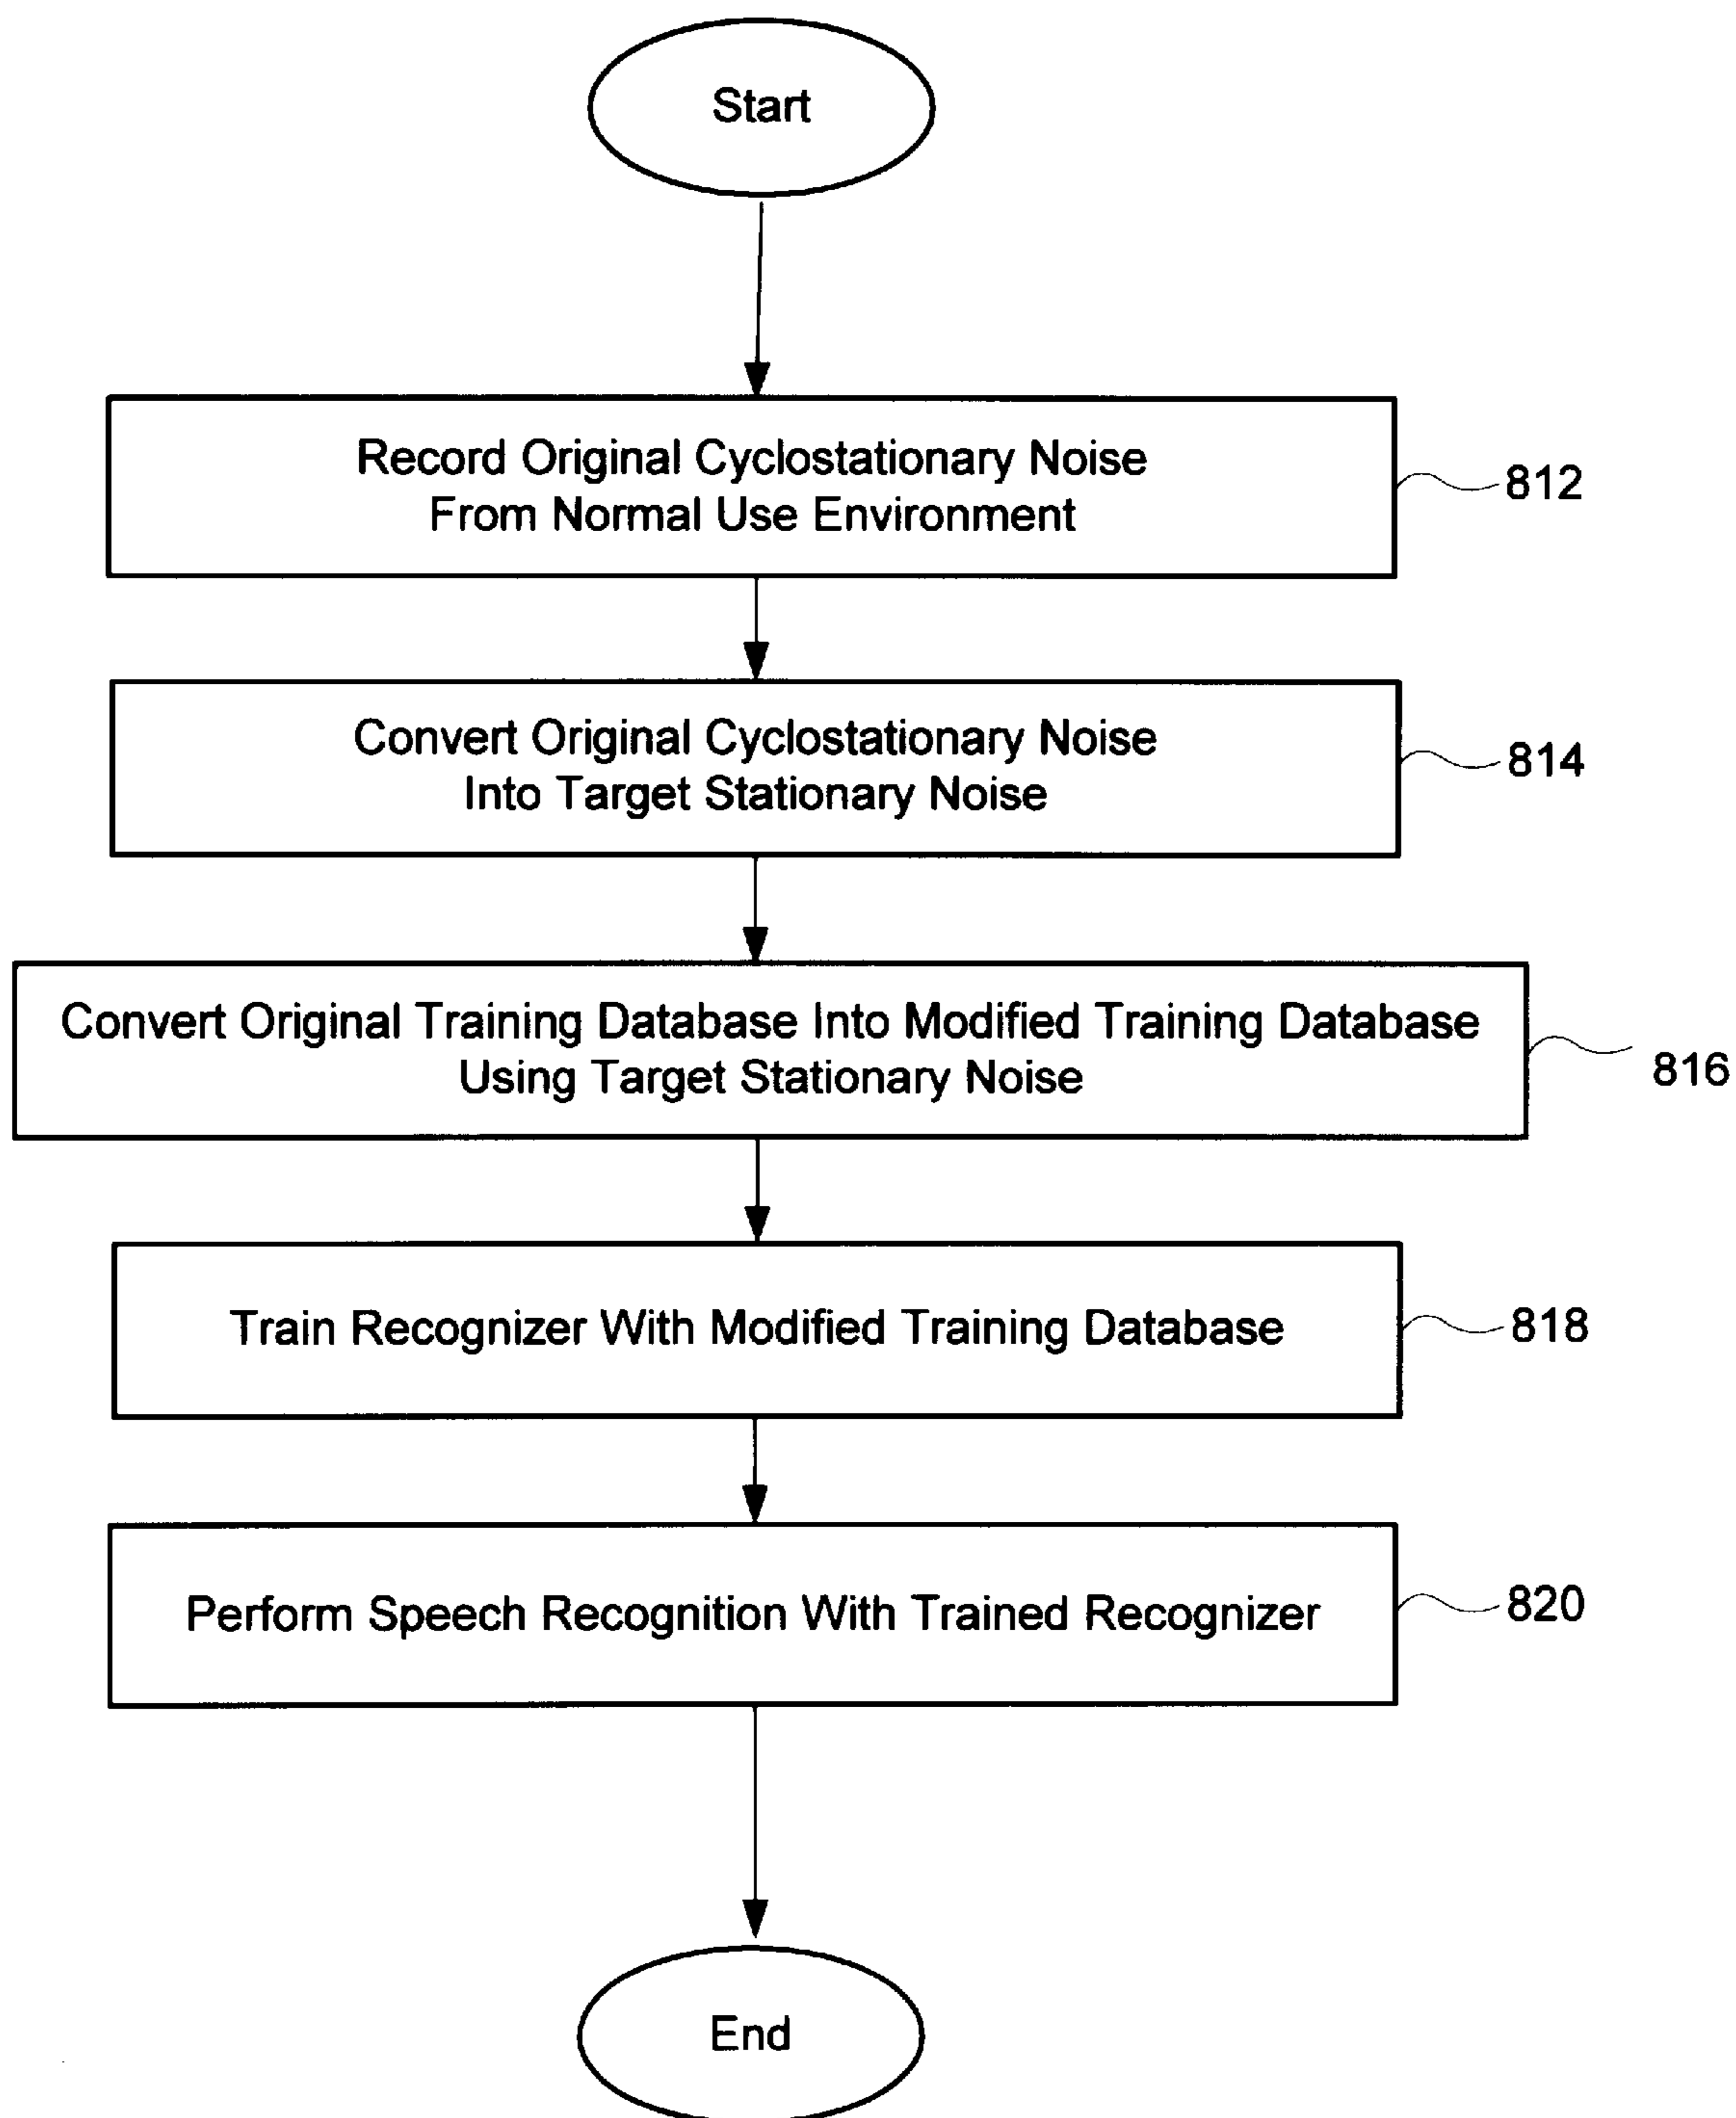 Start
Record Original Cyclostationary Noise
From Normal Use Environment
812
Convert Original Cyclostationary Noise
Into Target Stationary Noise
814
Convert Original Training Database Into Modified Training Database
Using Target Stationary Noise
816
Train Recognizer With Modified Training Database
818
Perform Speech Recognition With Trained Recognizer
820
End